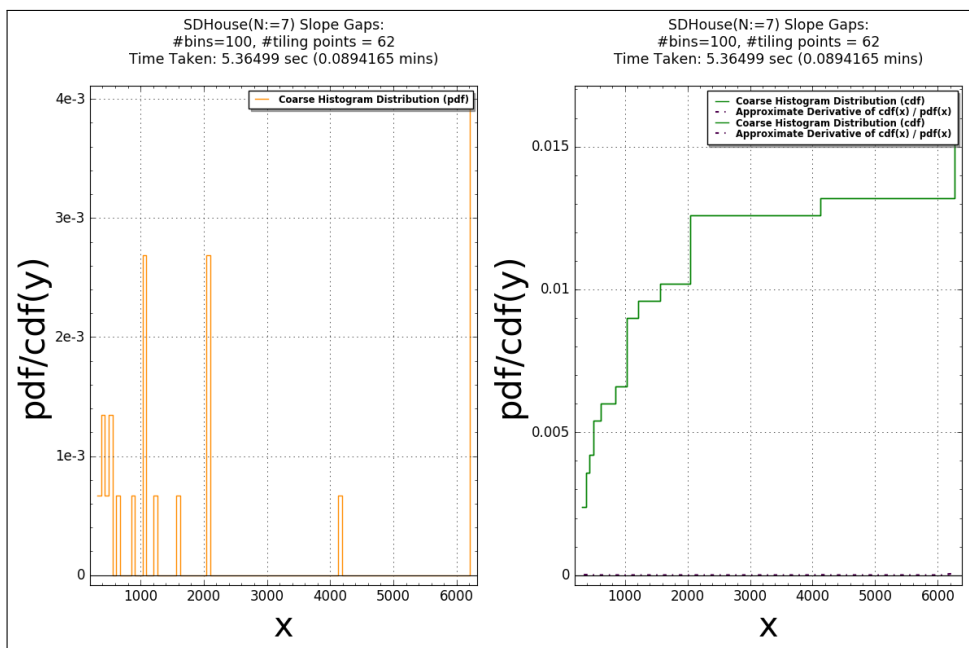 SDHouse(N:=7) Slope Gaps:
#bins=100, #tiling points = 62
Time Taken: 5.36499 sec (0.0894165 mins)
Coarse Histogram Distribution (pdf)
4e-3
3e-3
2e-3
1e-3
0
pdf/cdf(y)
1000 2000 3000 4000 5000 6000
x
SDHouse(N:=7) Slope Gaps:
#bins=100, #tiling points = 62
Time Taken: 5.36499 sec (0.0894165 mins)
Coarse Histogram Distribution (cdf)
Approximate Derivative of cdf(x) / pdf(x)
Coarse Histogram Distribution (cdf)
Approximate Derivative of cdf(x) / pdf(x)
0.015
0.01
0.005
0
pdf/cdf(y)
1000 2000 3000 4000 5000 6000
x